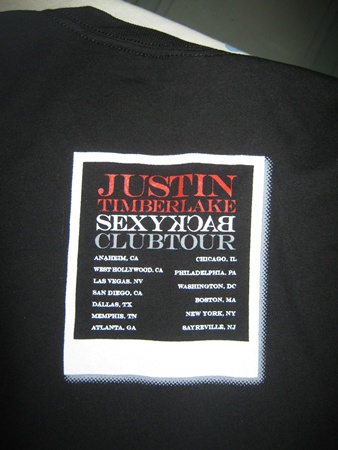 JUSTIN
TIMBERLAKE
SEXYBACK
CLUBTOUR
ANAHEIM, CA
WEST HOLLYWOOD, CA
LAS VEGAS, NV
SAN DIEGO, CA
DALLAS, TX
MEMPHIS, TN
ATLANTA, GA
CHICAGO, IL
PHILADELPHIA, PA
WASHINGTON, DC
BOSTON, MA
NEW YORK, NY
SAYREVILLE, NJ